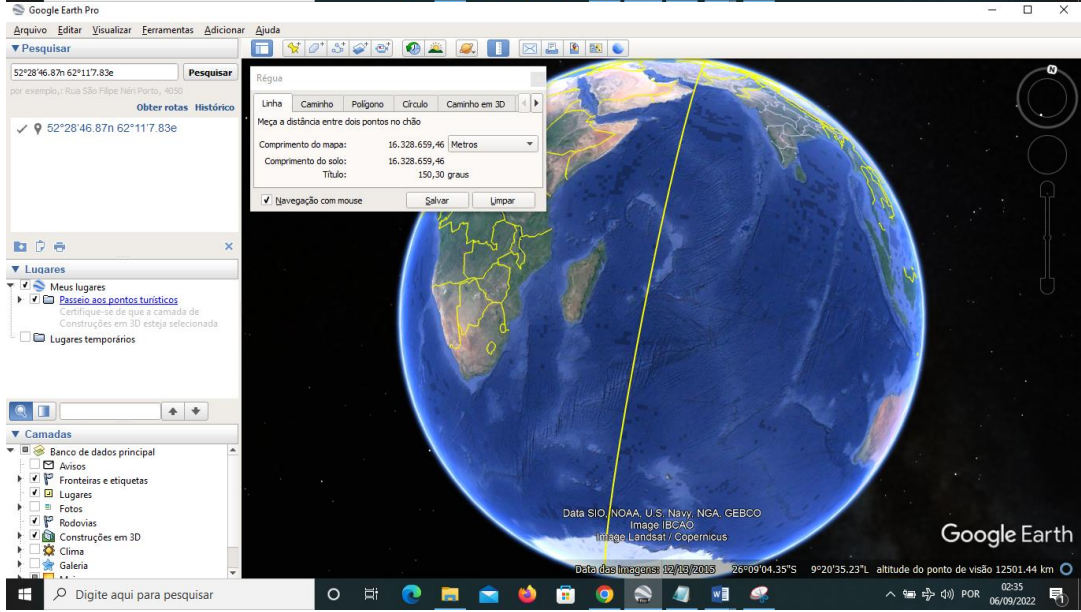 Google Earth Pro
Arquivo Editar Visualizar Ferramentas Adicionar Ajuda
▼ Pesquisar
52°28'46.87n 62°11'7.83e Pesquisar
por exemplo,: Rua São Filipe Néri Porto, 4050
Obter rotas Histórico
52°28'46.87n 62°11'7.83e
▼ Lugares
Meus lugares
Passeio aos pontos turísticos
Certifique-se de que a camada de
Construções em 3D esteja selecionada
Lugares temporários
▼ Camadas
Banco de dados principal
Avisos
Fronteiras e etiquetas
Lugares
Fotos
Rodovias
Construções em 3D
Clima
Galeria
Régua
Linha Caminho Polígono Círculo Caminho em 3D
Meça a distância entre dois pontos no chão
Comprimento do mapa: 16.328.659,46 Metros
Comprimento do solo: 16.328.659,46
Título: 150,30 graus
Navegação com mouse Salvar Limpar
N
Data SIO, NOAA, U.S. Navy, NGA, GEBCO
Image IBCAO
Image Landsat / Copernicus
Google Earth
Data das imagens: 12/13/2015 26°09'04.35"S 9°20'35.23"L altitude do ponto de visão 12501.44 km
Digite aqui para pesquisar
POR
02:35
06/09/2022